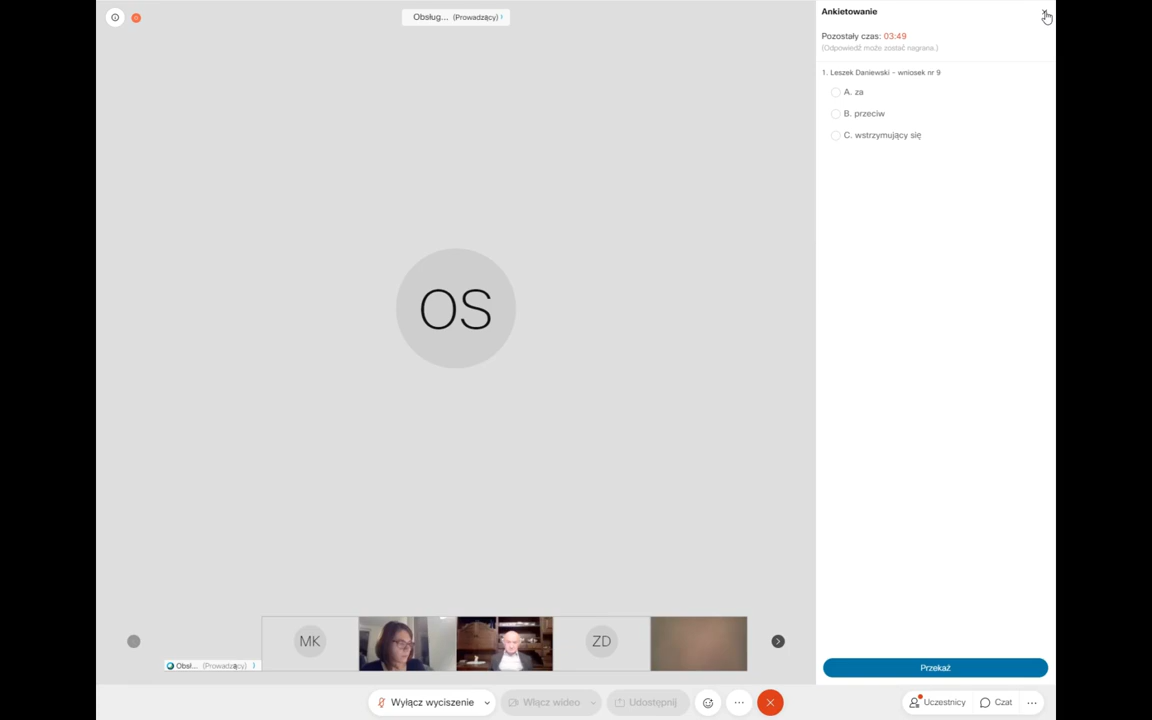 Obsług... (Prowadzący)
Ankietowanie
Pozostały czas: 03:49
(Odpowiedź może zostać nagrana.)
1. Leszek Daniewski - wniosek nr 9
A. za
B. przeciw
C. wstrzymujący się
OS
MK
ZD
Obsł... (Prowadzący)
Przekaż
Wyłącz wyciszenie
Włącz wideo
Udostępnij
Uczestnicy
Czat